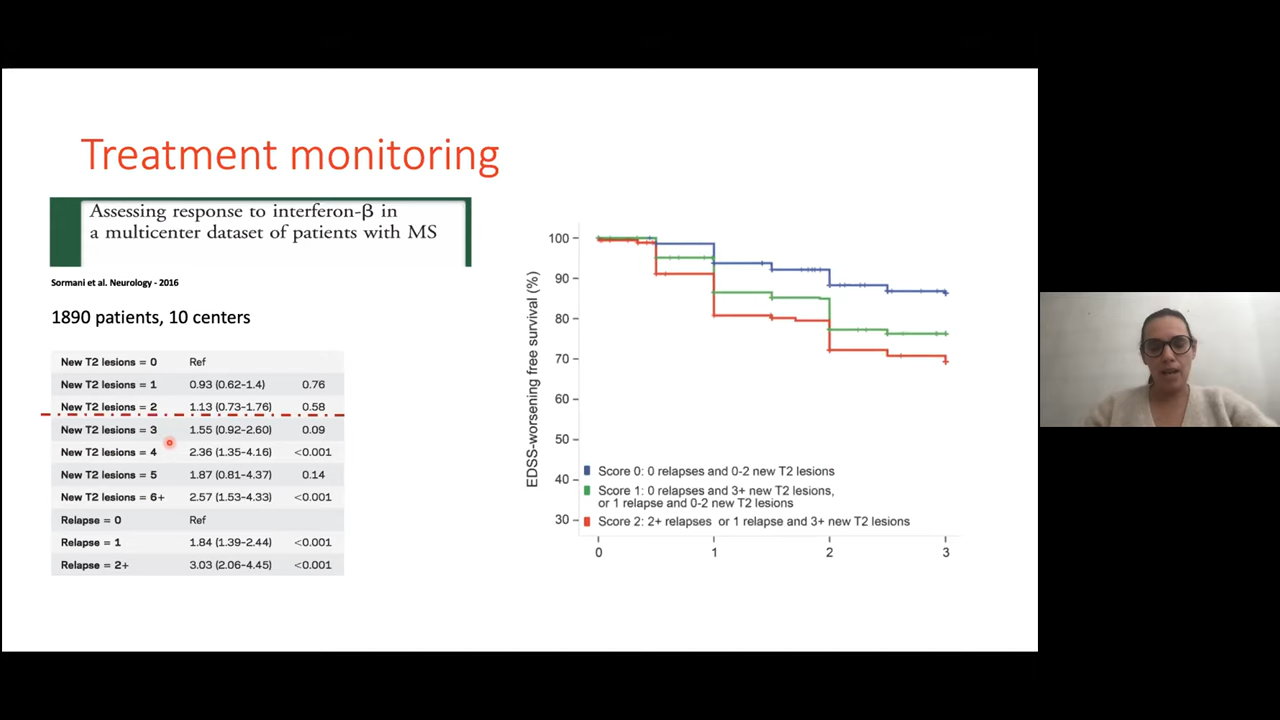 Treatment monitoring
Assessing response to interferon-β in
a multicenter dataset of patients with MS
Sormani et al. Neurology - 2016
1890 patients, 10 centers
New T2 lesions = 0 Ref
New T2 lesions = 1 0.93 (0.62-1.4) 0.76
New T2 lesions = 2 1.13 (0.73-1.76) 0.58
New T2 lesions = 3 1.55 (0.92-2.60) 0.09
New T2 lesions = 4 2.36 (1.35-4.16) <0.001
New T2 lesions = 5 1.87 (0.81-4.37) 0.14
New T2 lesions = 6+ 2.57 (1.53-4.33) <0.001
Relapse = 0 Ref
Relapse = 1 1.84 (1.39-2.44) <0.001
Relapse = 2+ 3.03 (2.06-4.45) <0.001
EDSS-worsening free survival (%)
100
90
80
70
60
50
40
30
Score 0: 0 relapses and 0-2 new T2 lesions
Score 1: 0 relapses and 3+ new T2 lesions,
or 1 relapse and 0-2 new T2 lesions
Score 2: 2+ relapses or 1 relapse and 3+ new T2 lesions
0 1 2 3